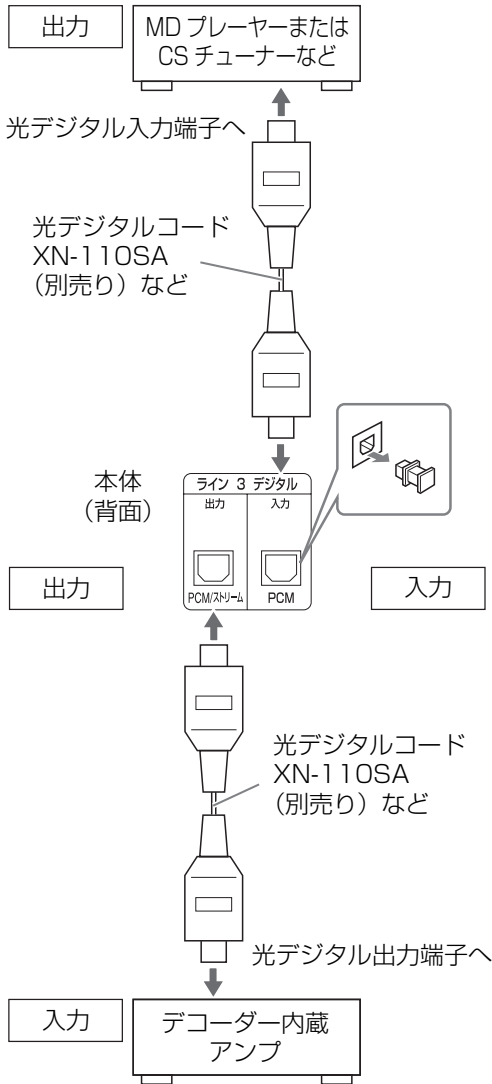 出力
MD プレーヤーまたは
CS チューナーなど
光デジタル入力端子へ
光デジタルコード
XN-110SA
（別売り）など
本体
（背面）
ライン 3 デジタル
出力
入力
PCM/ストリーム
PCM
出力
入力
光デジタルコード
XN-110SA
（別売り）など
光デジタル出力端子へ
入力
デコーダー内蔵
アンプ